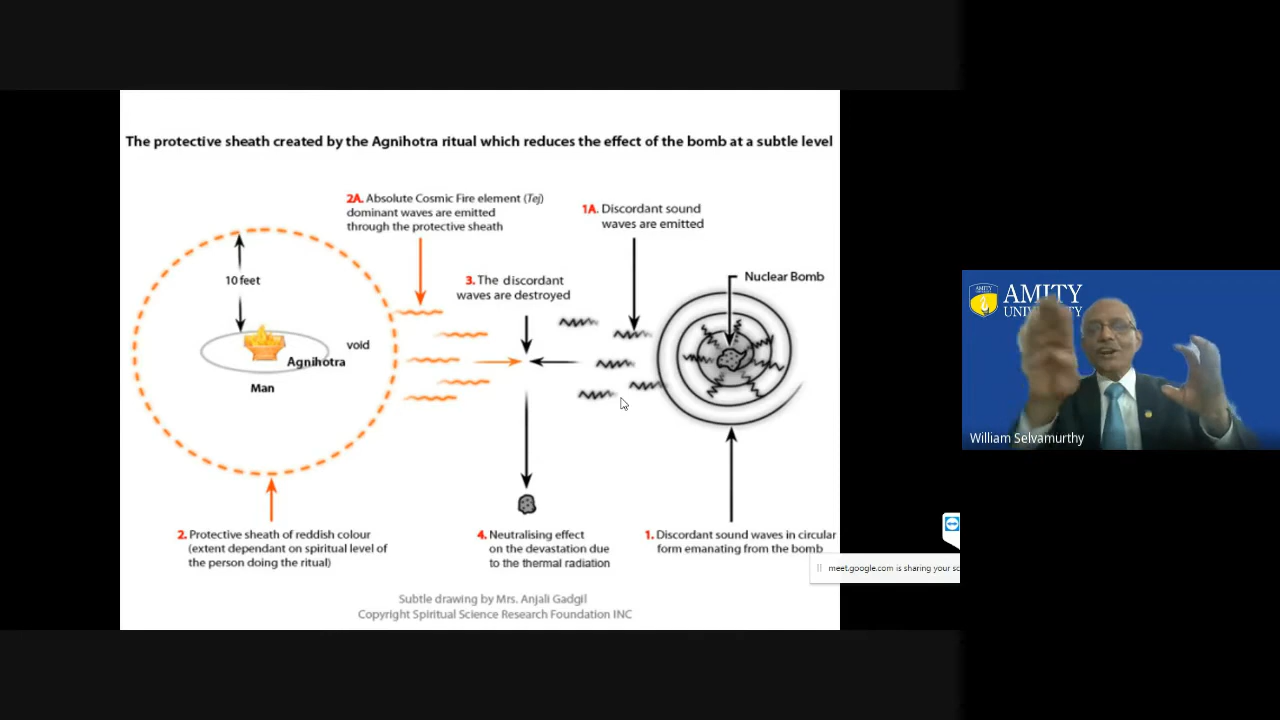 The protective sheath created by the Agnihotra ritual which reduces the effect of the bomb at a subtle level
2A. Absolute Cosmic Fire element (Tej)
dominant waves are emitted
through the protective sheath
1A. Discordant sound
waves are emitted
10 feet
3. The discordant
waves are destroyed
Nuclear Bomb
void
Agnihotra
Man
2. Protective sheath of reddish colour
(extent dependant on spiritual level of
the person doing the ritual)
4. Neutralising effect
on the devastation due
to the thermal radiation
1. Discordant sound waves in circular
form emanating from the bomb
Subtle drawing by Mrs. Anjali Gadgil
Copyright Spiritual Science Research Foundation INC
meet.google.com is sharing your sc
AMITY
AMITY
William Selvamurthy